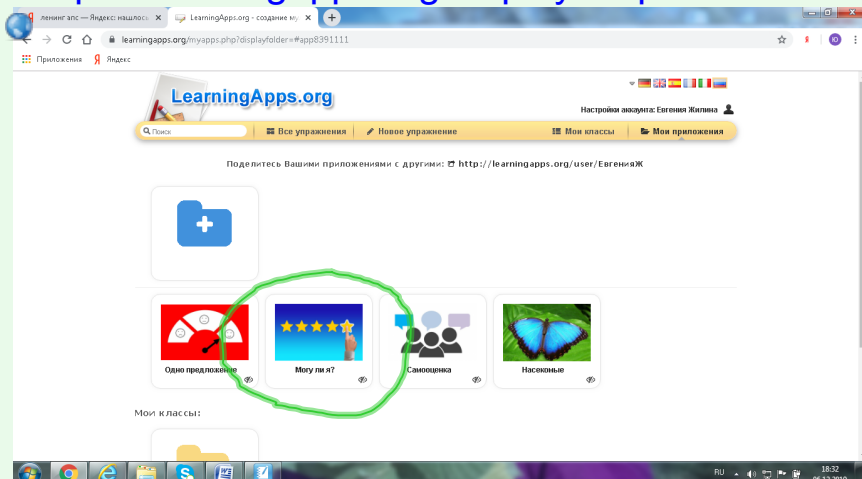 ленинг апс — Яндекс: нашлось
LearningApps.org - создание му
learningapps.org/myapps.php?displayfolder=#app8391111
Приложения Яндекс
LearningApps.org
Настройки аккаунта: Евгения Жилина
Поиск Все упражнения Новое упражнение Мои классы Мои приложения
Поделитесь Вашими приложениями с другими: http://learningapps.org/user/ЕвгенияЖ
Одно предложение Могу ли я? Самооценка Насекомые
Мои классы:
RU 18:32